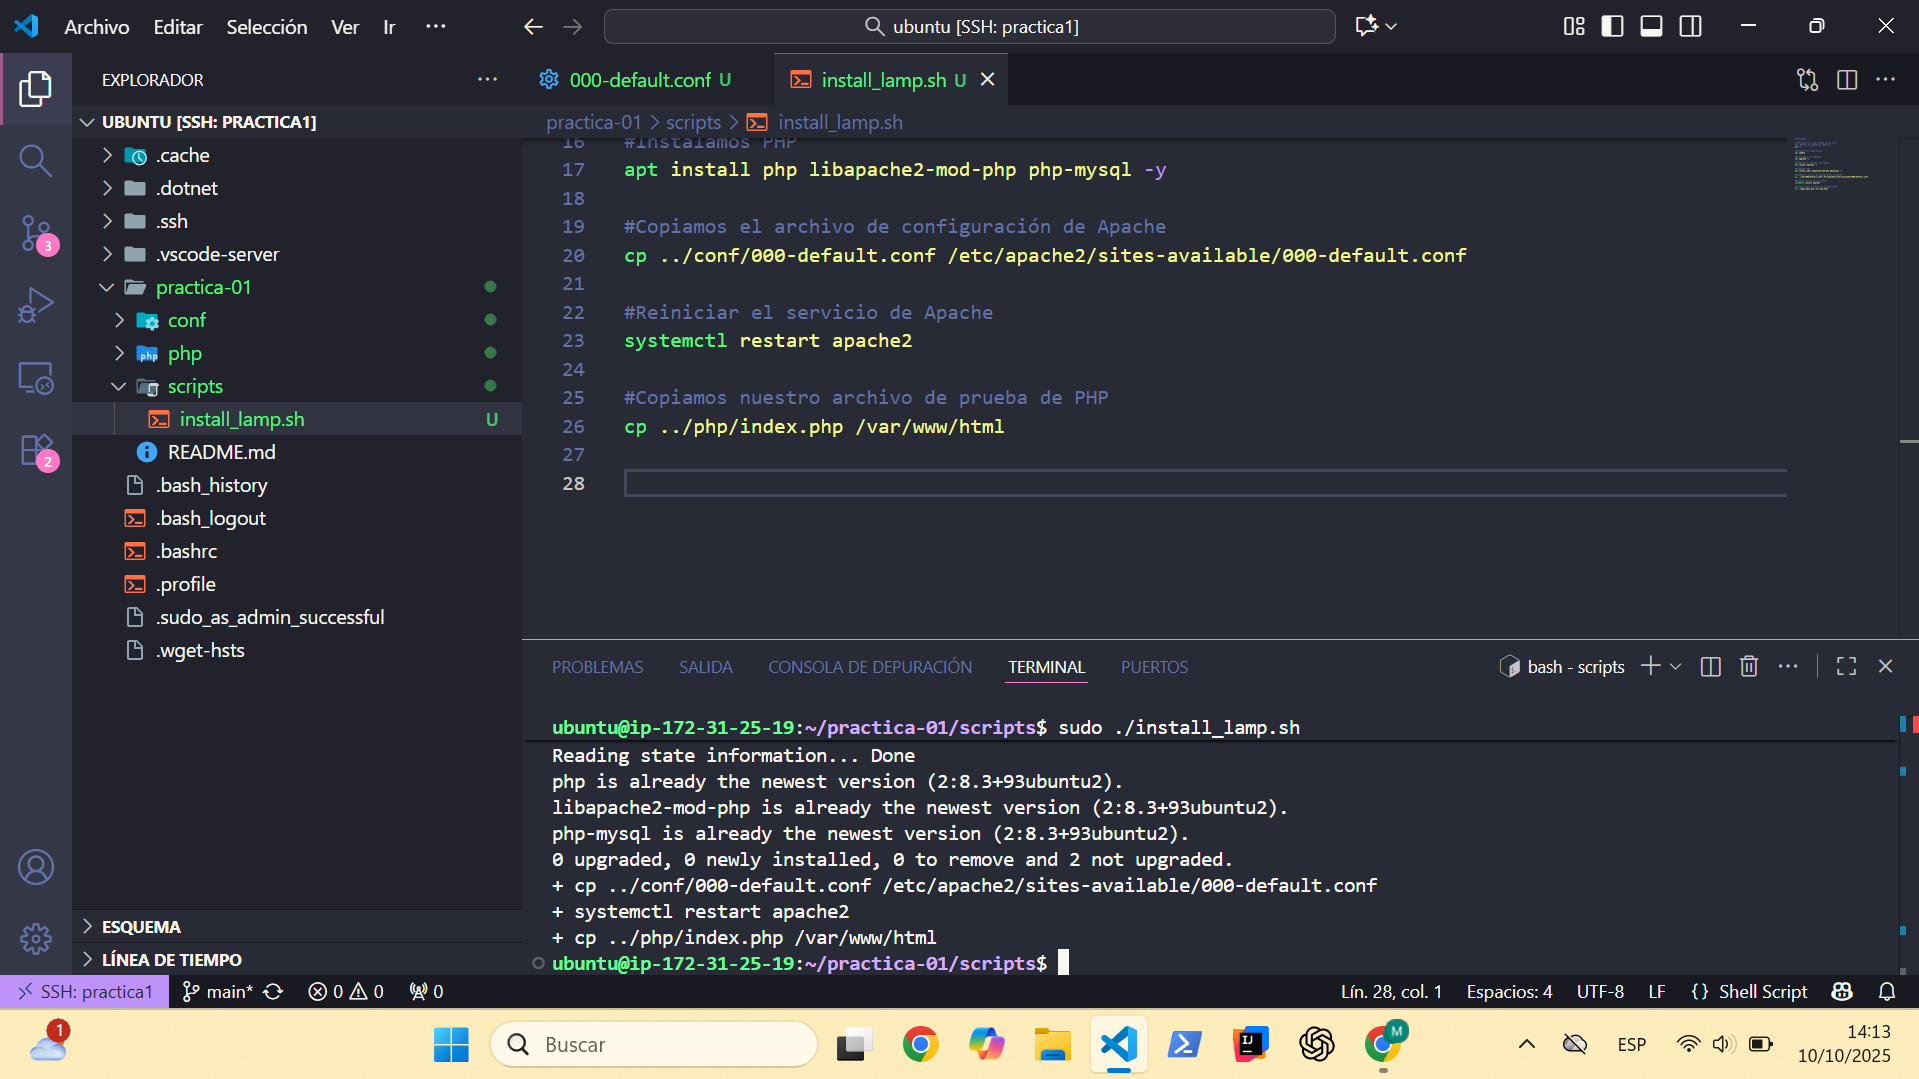 Archivo Editar Selección Ver Ir ··· ubuntu [SSH: practica1]
EXPLORADOR
000-default.conf U
install_lamp.sh U
UBUNTU [SSH: PRACTICA1]
.cache
.dotnet
.ssh
.vscode-server
practica-01
conf
php
scripts
install_lamp.sh U
README.md
.bash_history
.bash_logout
.bashrc
.profile
.sudo_as_admin_successful
.wget-hsts
ESQUEMA
LÍNEA DE TIEMPO
3
2
practica-01 > scripts > install_lamp.sh
16 #Instalamos PHP
17 apt install php libapache2-mod-php php-mysql -y
18
19 #Copiamos el archivo de configuración de Apache
20 cp ../conf/000-default.conf /etc/apache2/sites-available/000-default.conf
21
22 #Reiniciar el servicio de Apache
23 systemctl restart apache2
24
25 #Copiamos nuestro archivo de prueba de PHP
26 cp ../php/index.php /var/www/html
27
28
PROBLEMAS SALIDA CONSOLA DE DEPURACIÓN TERMINAL PUERTOS bash - scripts
ubuntu@ip-172-31-25-19:~/practica-01/scripts$ sudo ./install_lamp.sh
Reading state information... Done
php is already the newest version (2:8.3+93ubuntu2).
libapache2-mod-php is already the newest version (2:8.3+93ubuntu2).
php-mysql is already the newest version (2:8.3+93ubuntu2).
0 upgraded, 0 newly installed, 0 to remove and 2 not upgraded.
+ cp ../conf/000-default.conf /etc/apache2/sites-available/000-default.conf
+ systemctl restart apache2
+ cp ../php/index.php /var/www/html
ubuntu@ip-172-31-25-19:~/practica-01/scripts$
SSH: practica1 main* 0 0 0 Lín. 28, col. 1 Espacios: 4 UTF-8 LF {} Shell Script
1
Buscar
IJ
M
ESP
14:13
10/10/2025